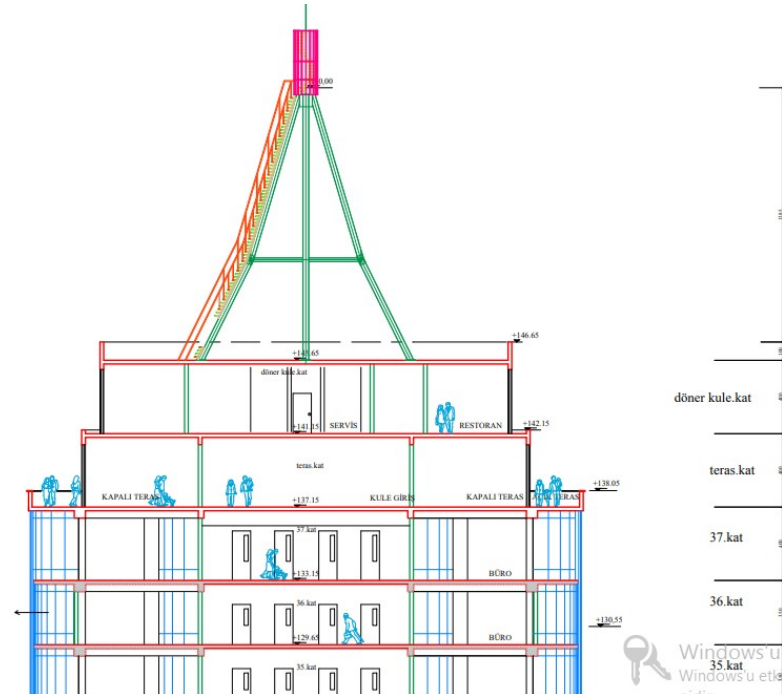 +146.65
+145.65
döner kule.kat
döner kule.kat
+141.15
SERVİS
RESTORAN
+142.15
teras.kat
teras.kat
+138.05
KAPALI TERAS
+137.15
KULE GİRİŞ
KAPALI TERAS
TERAS
37.kat
37.kat
+133.15
BÜRO
36.kat
36.kat
+130.55
+129.65
BÜRO
35.kat
35.kat
Windows'u
Windows'u